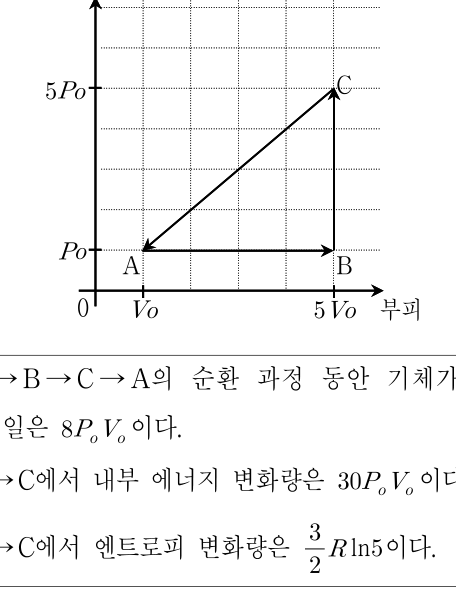 5Po
C
Po
A
B
0
Vo
5Vo
부피
→B→C→A의 순환 과정 동안 기체가
일은 8PₒVₒ이다.
→C에서 내부 에너지 변화량은 30PₒVₒ이다
→C에서 엔트로피 변화량은 3/2 Rln5이다.